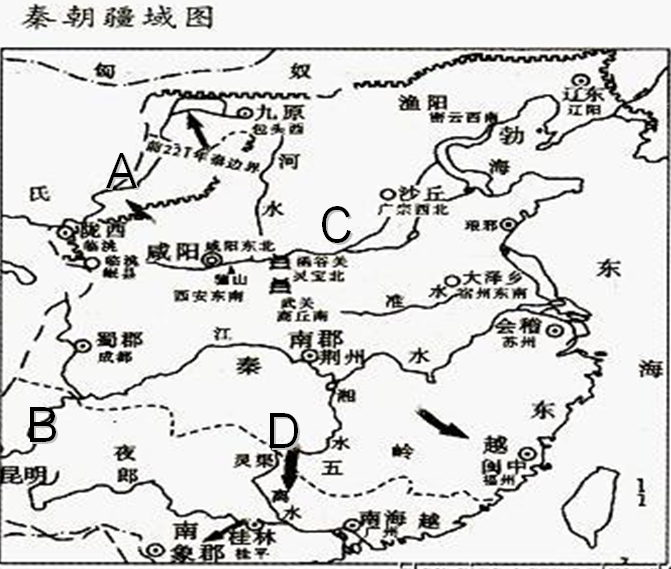 秦朝疆域图
匈 奴
渔阳
密云西南
辽东
辽阳
九原
包头西
勃
海
前221年秦边界
A
河
水
氐
沙丘
广宗西北
C
琅邪
陇西
临洮
临洮
岷县
咸阳
咸阳东北
骊山
西安东南
函谷关
灵宝北
武关
商丘南
大泽乡
宿州东南
淮 水
东
海
会稽
苏州
蜀郡
成都
江 水
南郡
荆州
秦
湘
水
B
D
东
越
闽中
福州
夜
郎
昆明
灵渠
五 岭
离
水
南海
广州
越
南
桂林
桂平
象郡